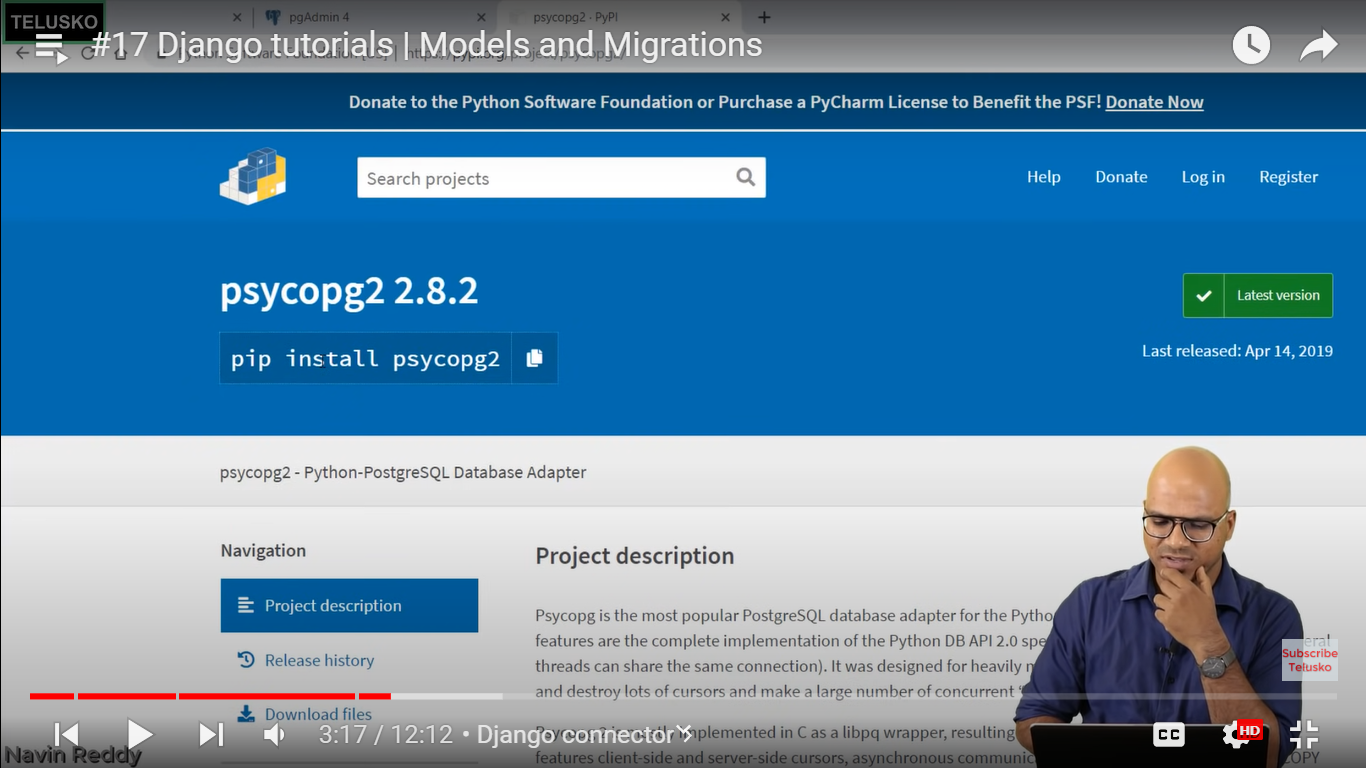 TELUSKO
pgAdmin 4
psycopg2 · PyPI
#17 Django tutorials | Models and Migrations
Donate to the Python Software Foundation or Purchase a PyCharm License to Benefit the PSF! Donate Now
Search projects
Help
Donate
Log in
Register
psycopg2 2.8.2
Latest version
pip install psycopg2
Last released: Apr 14, 2019
psycopg2 - Python-PostgreSQL Database Adapter
Navigation
Project description
Project description
Psycopg is the most popular PostgreSQL database adapter for the Pytho
features are the complete implementation of the Python DB API 2.0 spe
threads can share the same connection). It was designed for heavily
and destroy lots of cursors and make a large number of concurrent
Release history
Subscribe
Telusko
Download files
3:17 / 12:12 • Django connector
implemented in C as a libpq wrapper, resulting
CC
HD
Navin Reddy
features client-side and server-side cursors, asynchronous communic
COPY